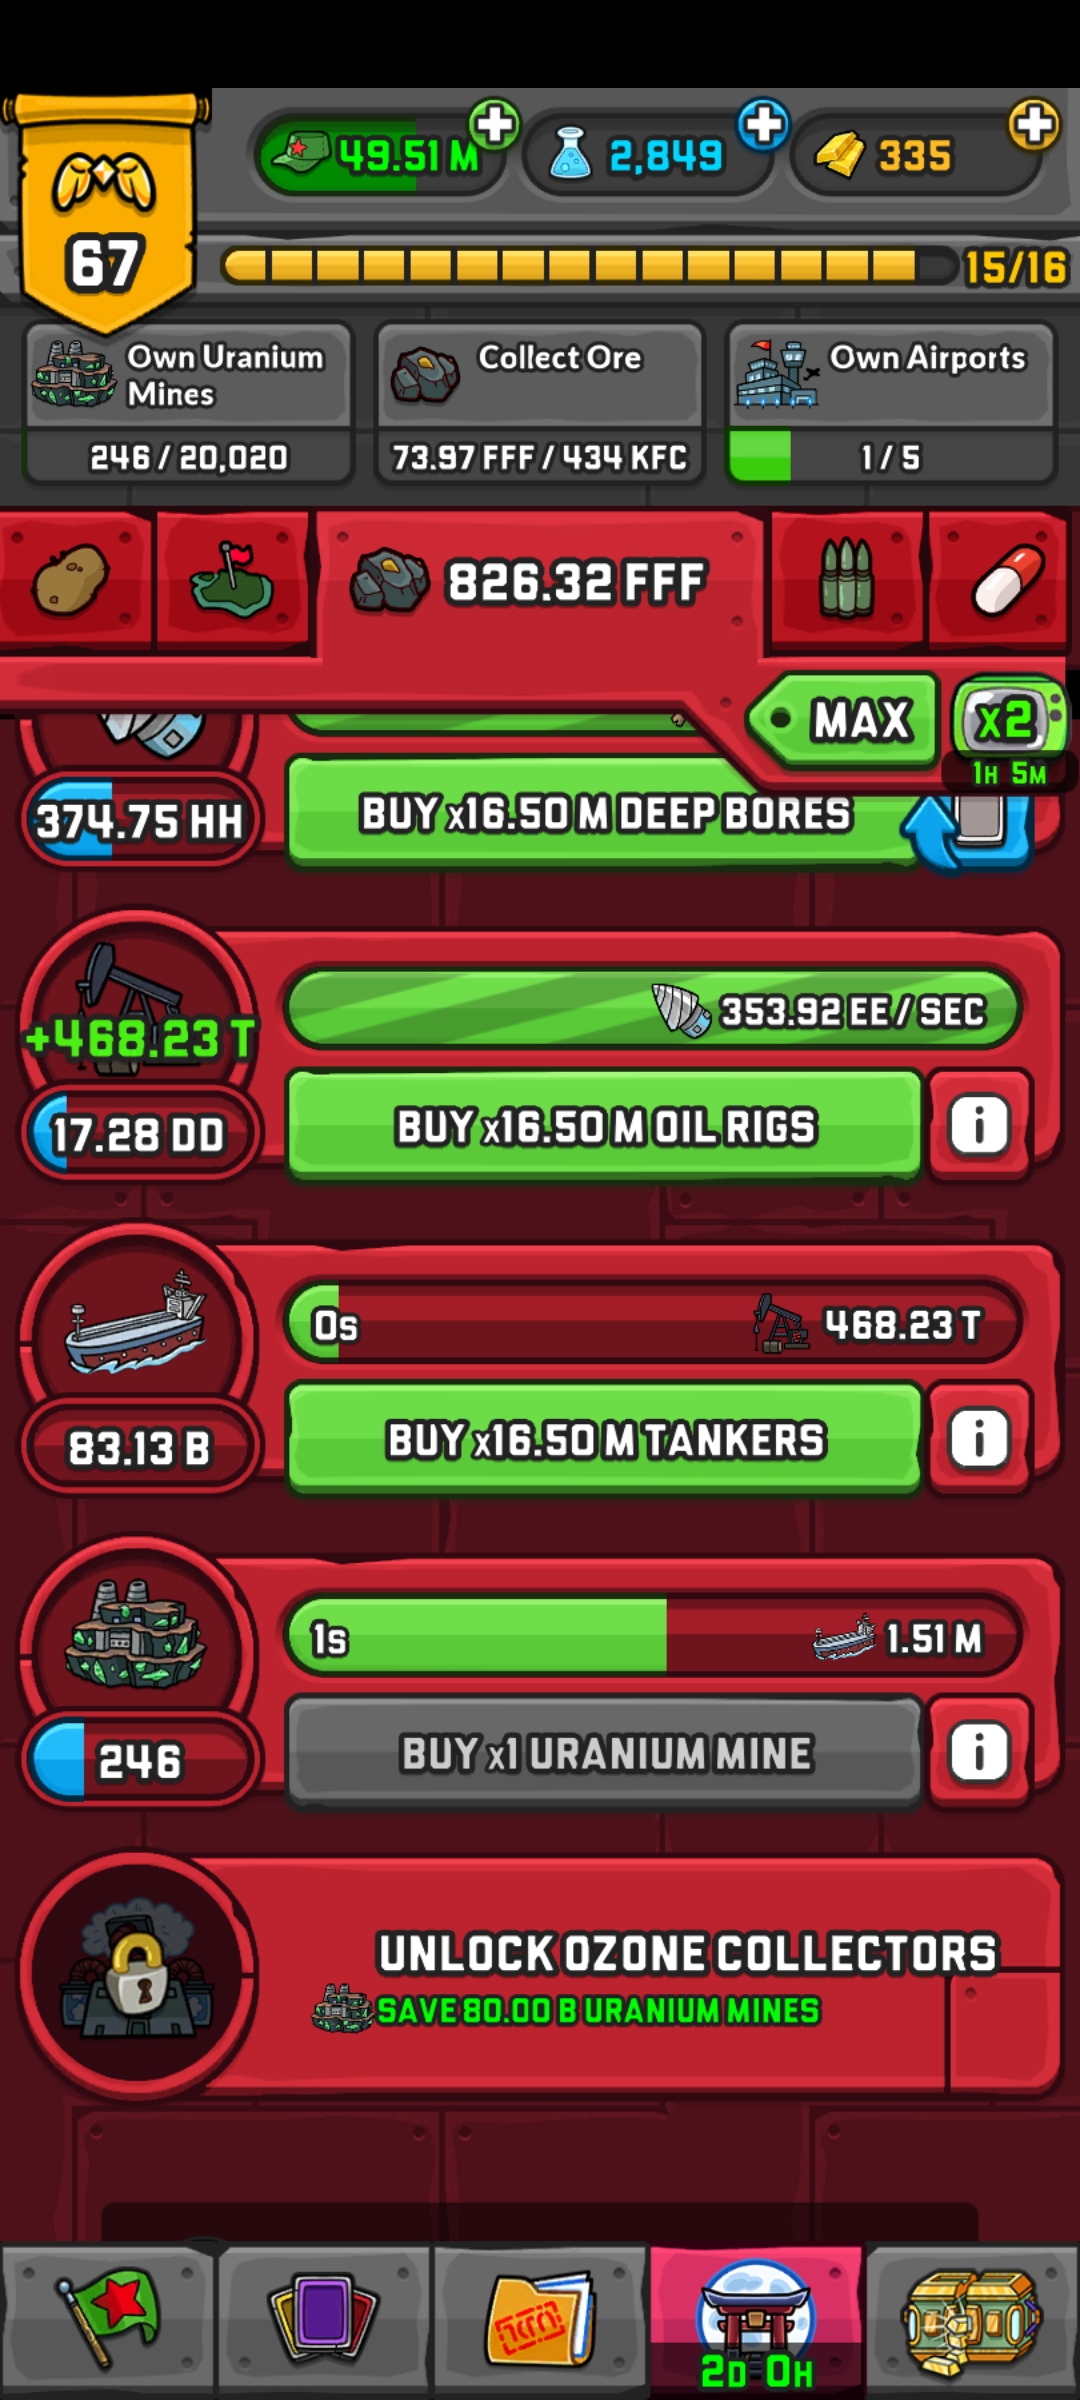 49.51 M
2,849
335
67
15/16
Own Uranium
Mines
246 / 20,020
Collect Ore
73.97 FFF / 434 KFC
Own Airports
1 / 5
826.32 FFF
MAX
x2
1H 5M
374.75 HH
BUY x16.50 M DEEP BORES
+468.23 T
353.92 EE / SEC
17.28 DD
BUY x16.50 M OIL RIGS
i
0s
468.23 T
83.13 B
BUY x16.50 M TANKERS
i
1s
1.51 M
246
BUY x1 URANIUM MINE
i
UNLOCK OZONE COLLECTORS
SAVE 80.00 B URANIUM MINES
2D 0H